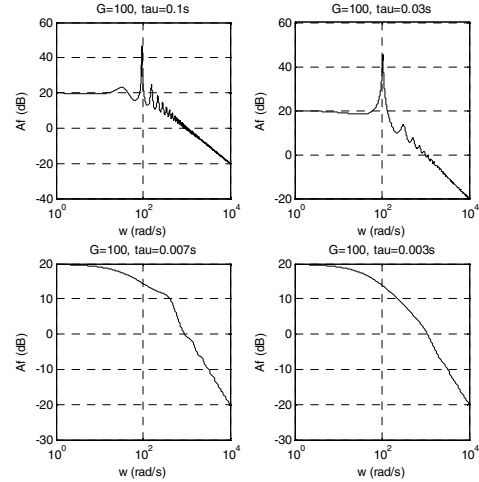 G=100, tau=0.1s
60
40
20
0
-20
-40
Af (dB)
10^0
10^2
10^4
w (rad/s)
G=100, tau=0.03s
60
40
20
0
-20
Af (dB)
10^0
10^2
10^4
w (rad/s)
G=100, tau=0.007s
20
10
0
-10
-20
-30
Af (dB)
10^0
10^2
10^4
w (rad/s)
G=100, tau=0.003s
20
10
0
-10
-20
-30
Af (dB)
10^0
10^2
10^4
w (rad/s)